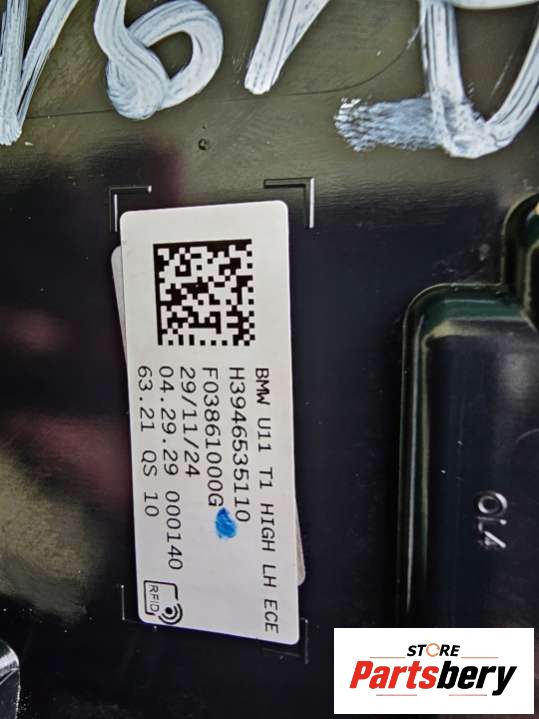 BMW U11 T1 HIGH LH ECE
H3946535110
F03861000G
29/11/24
04.29.29 000140
63.21 QS 10
RFID
STORE
Partsbery